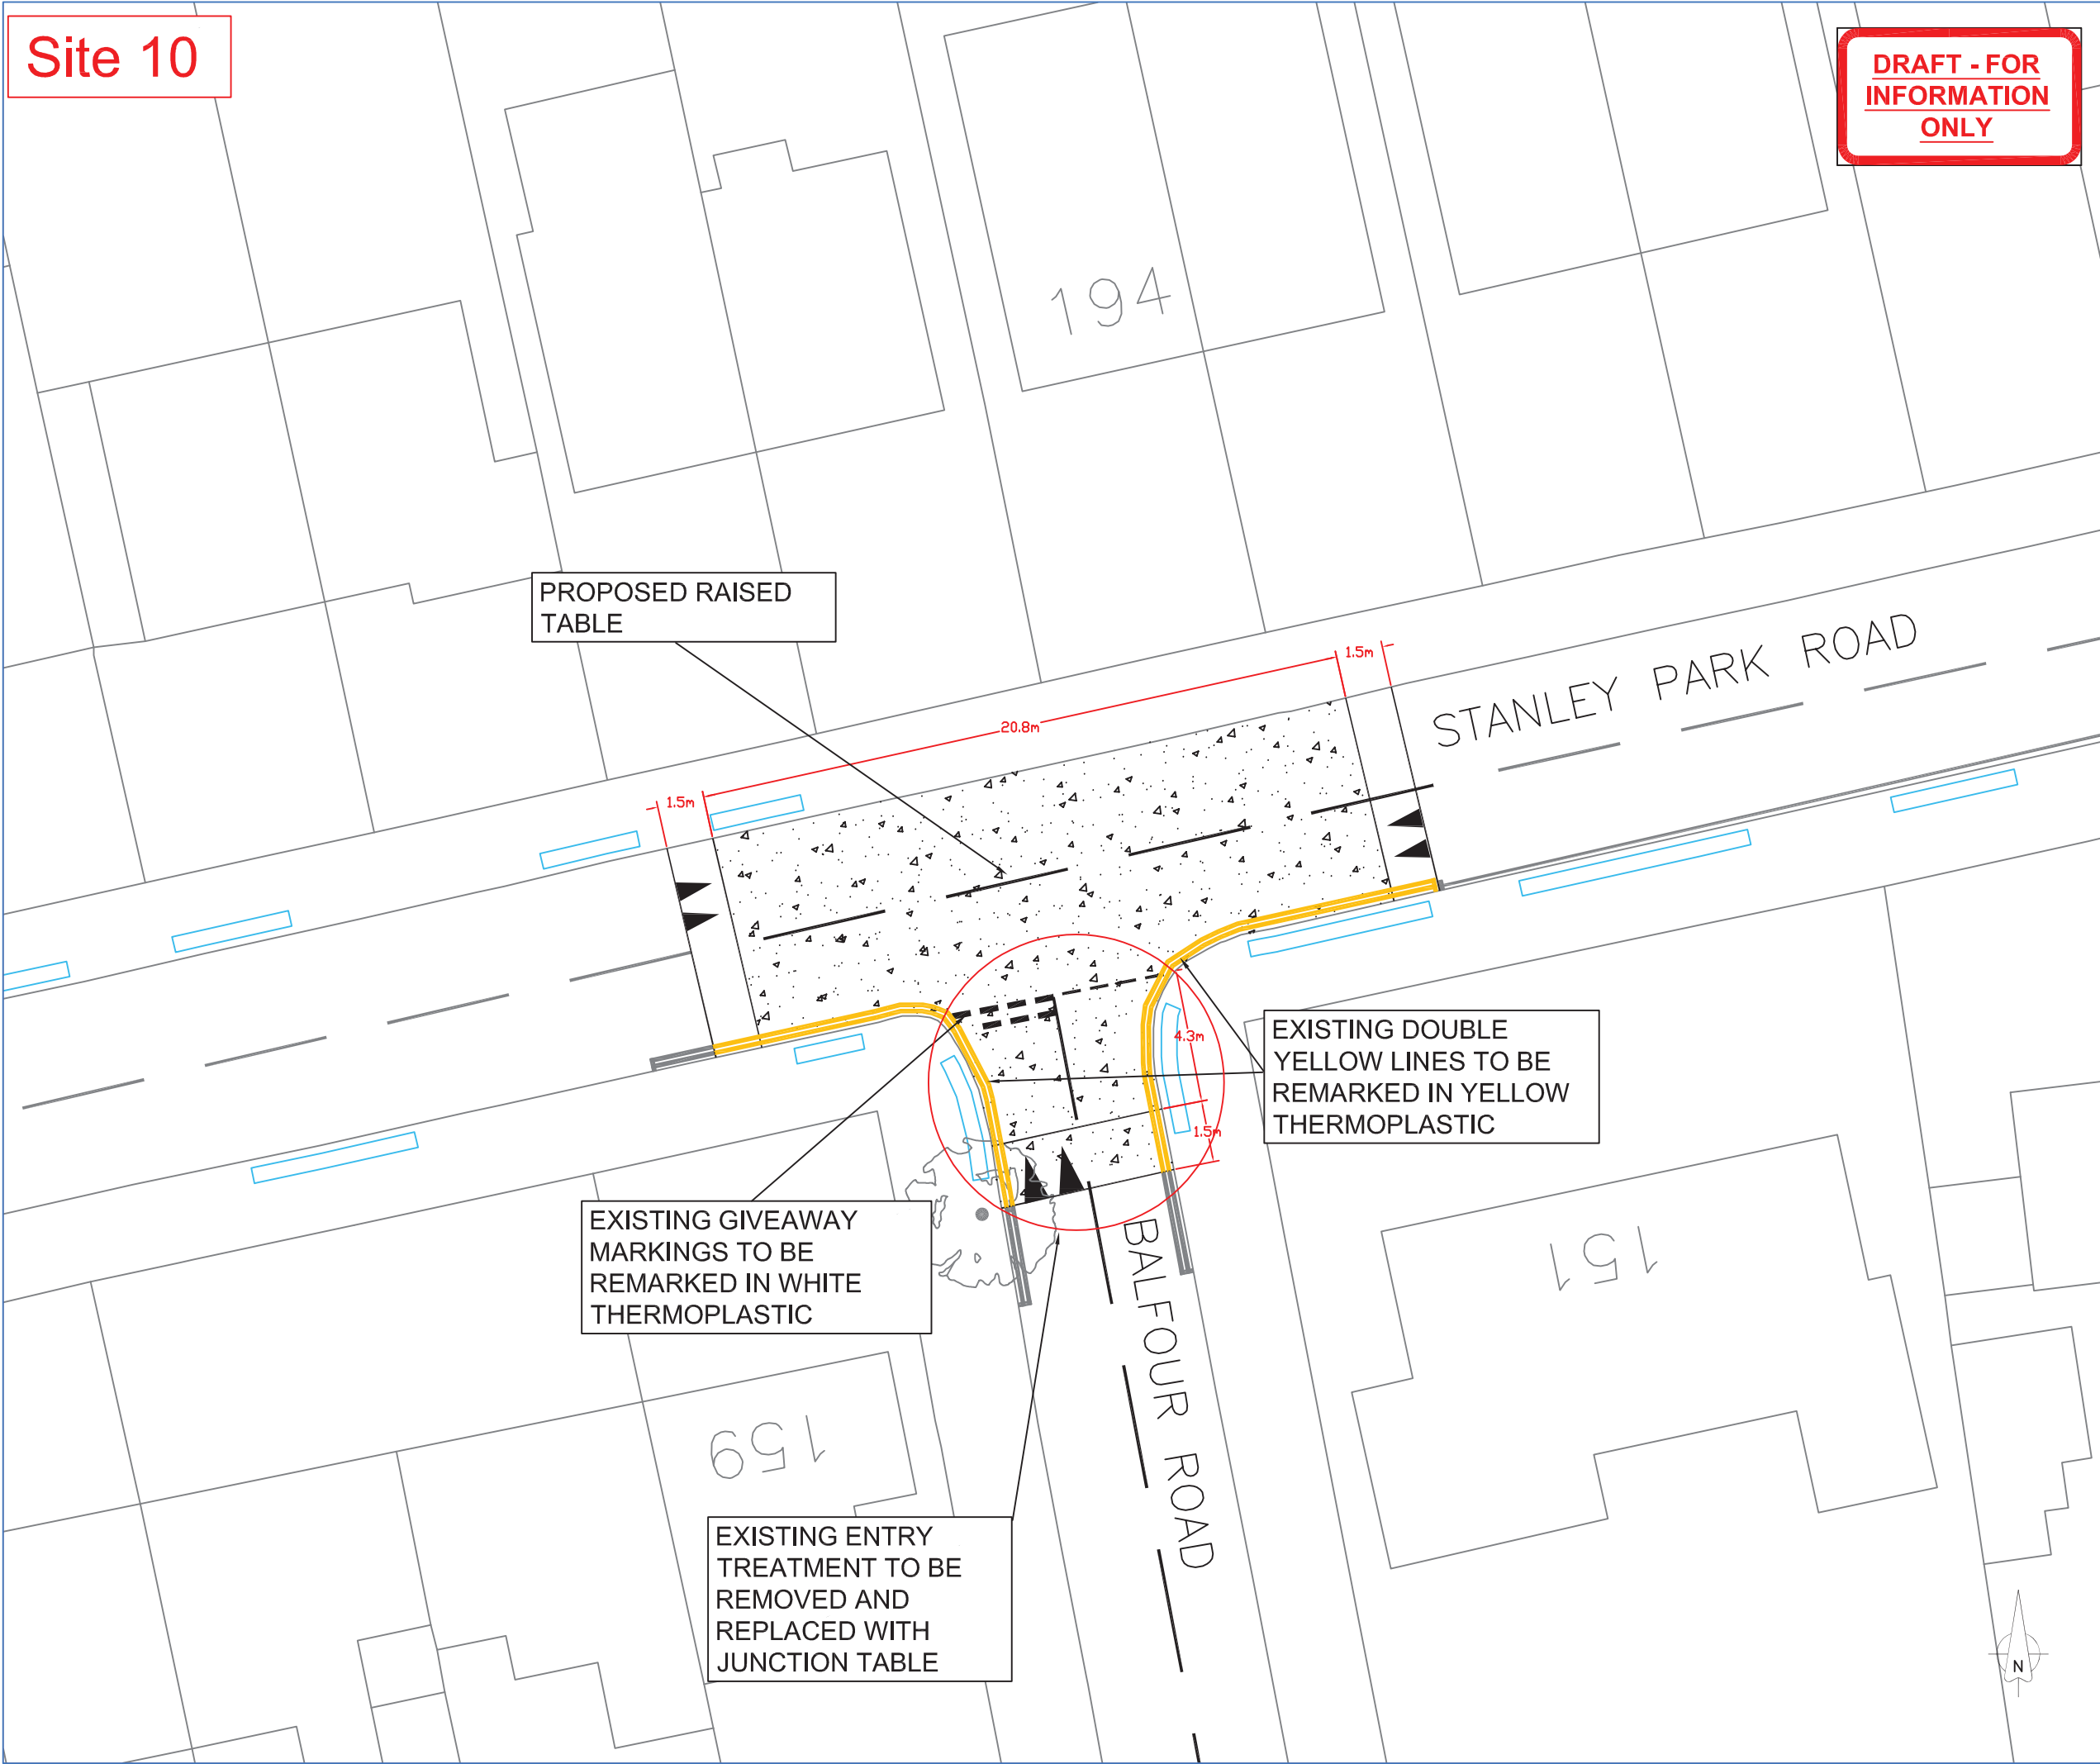 Site 10
DRAFT - FOR
INFORMATION
ONLY
194
PROPOSED RAISED
TABLE
STANLEY PARK ROAD
1.5m
20.8m
1.5m
4.3m
1.5m
EXISTING DOUBLE
YELLOW LINES TO BE
REMARKED IN YELLOW
THERMOPLASTIC
EXISTING GIVEAWAY
MARKINGS TO BE
REMARKED IN WHITE
THERMOPLASTIC
BALFOUR ROAD
151
159
EXISTING ENTRY
TREATMENT TO BE
REMOVED AND
REPLACED WITH
JUNCTION TABLE
N